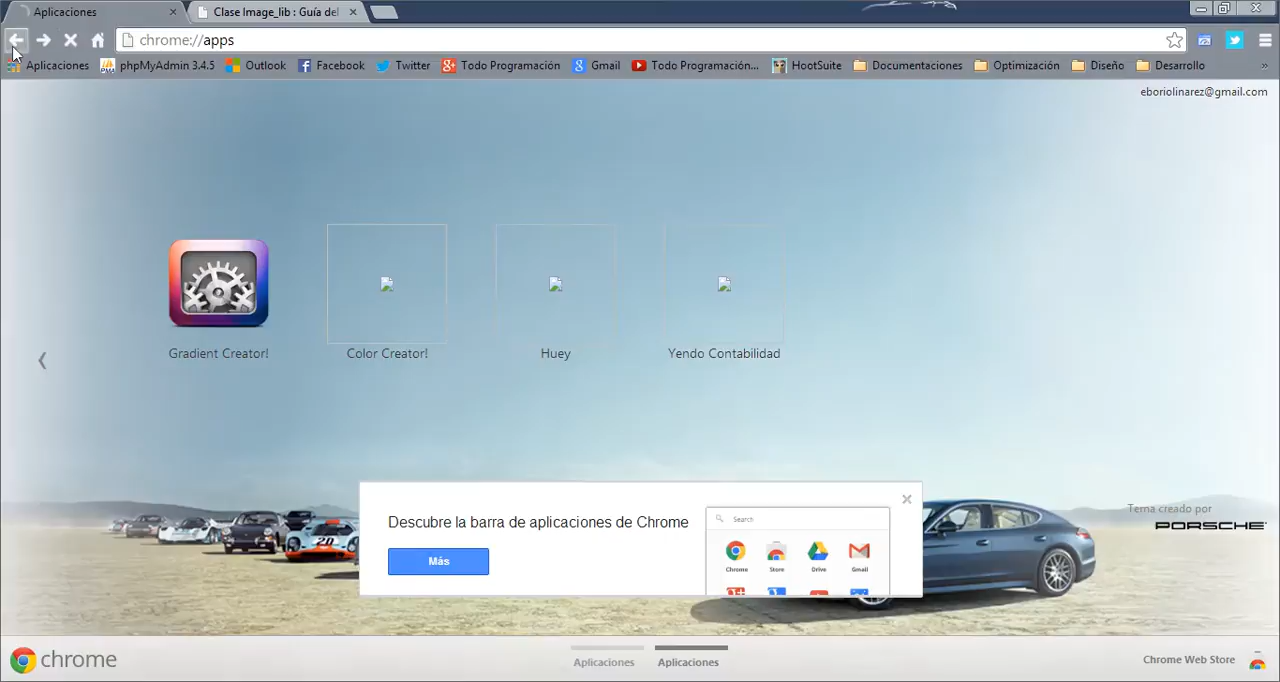 Aplicaciones
Clase Image_lib : Guía del
chrome://apps
Aplicaciones phpMyAdmin 3.4.5 Outlook Facebook Twitter Todo Programación Gmail Todo Programación... HootSuite Documentaciones Optimización Diseño Desarrollo »
eboriolinarez@gmail.com
Gradient Creator! Color Creator! Huey Yendo Contabilidad
Descubre la barra de aplicaciones de Chrome
Más
Search
Chrome Store Drive Gmail
20
Tema creado por
PORSCHE
chrome
Aplicaciones Aplicaciones
Chrome Web Store